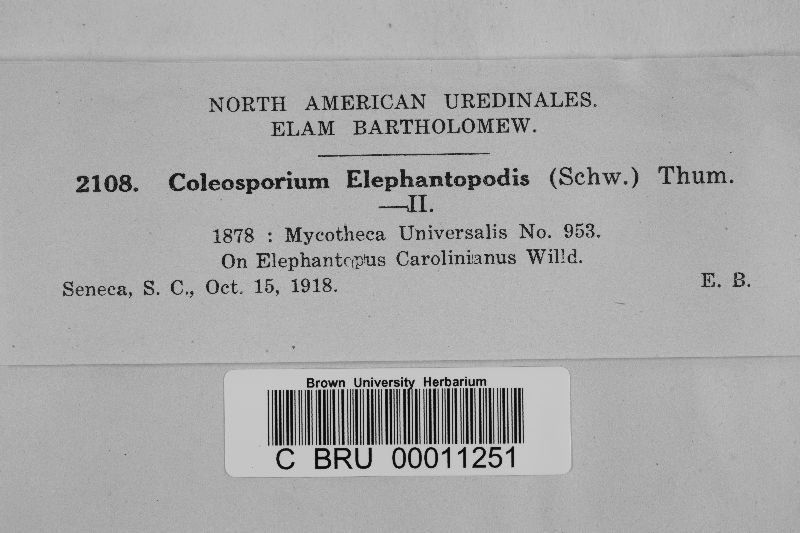 NORTH AMERICAN UREDINALES.
ELAM BARTHOLOMEW.
2108. Coleosporium Elephantopodis (Schw.) Thum.
—II.
1878 : Mycotheca Universalis No. 953.
On Elephantopus Carolinianus Willd.
Seneca, S. C., Oct. 15, 1918. E. B.
Brown University Herbarium
C BRU 00011251